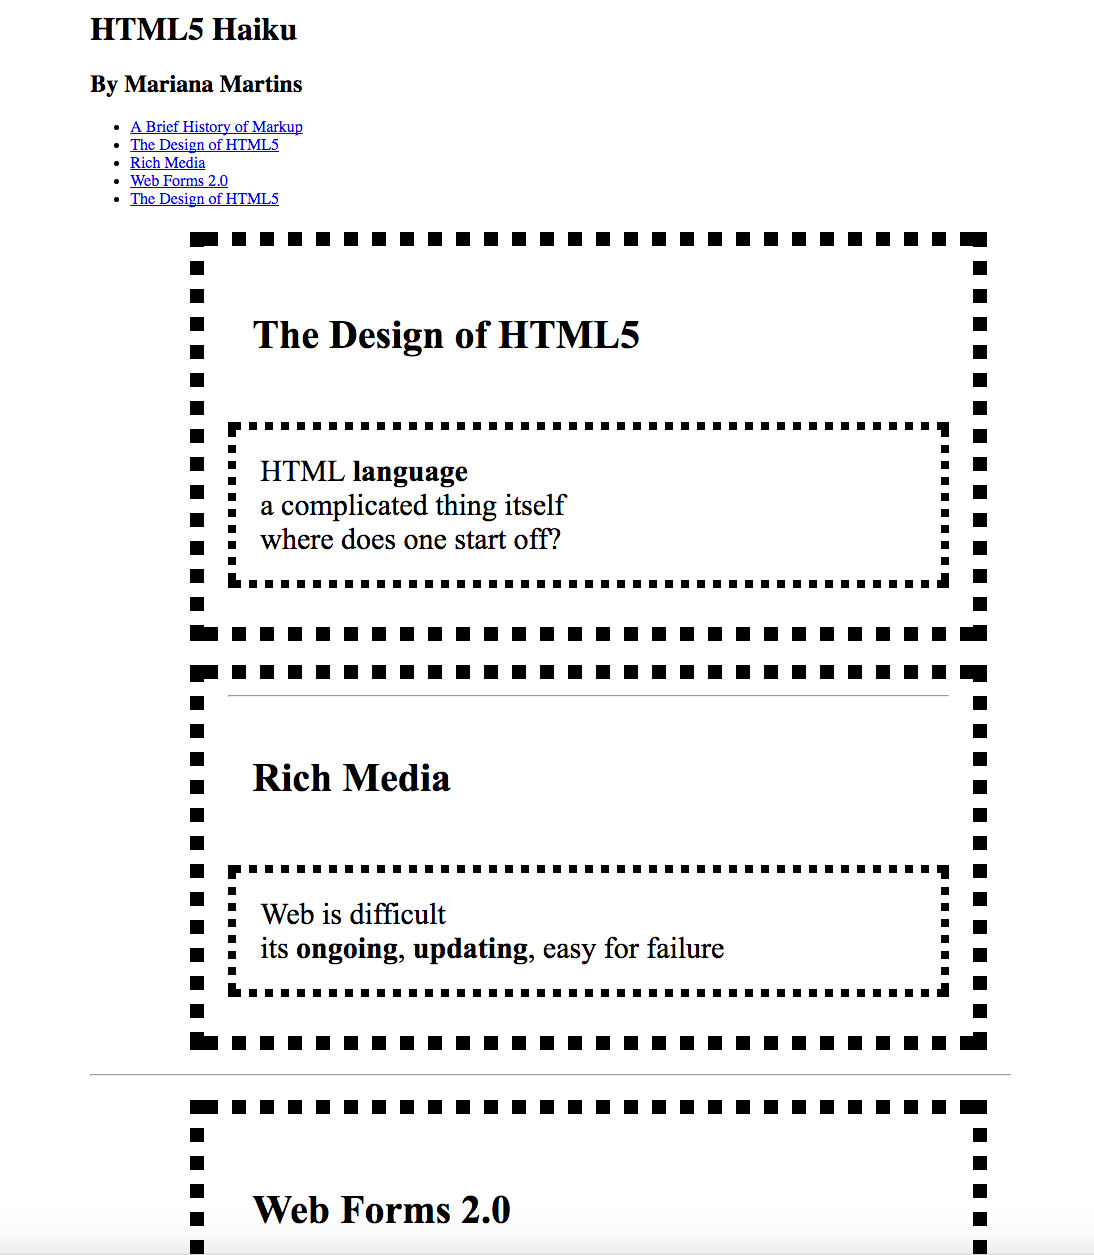 HTML5 Haiku
By Mariana Martins
A Brief History of Markup
The Design of HTML5
Rich Media
Web Forms 2.0
The Design of HTML5
The Design of HTML5
HTML language
a complicated thing itself
where does one start off?
Rich Media
Web is difficult
its ongoing, updating, easy for failure
Web Forms 2.0